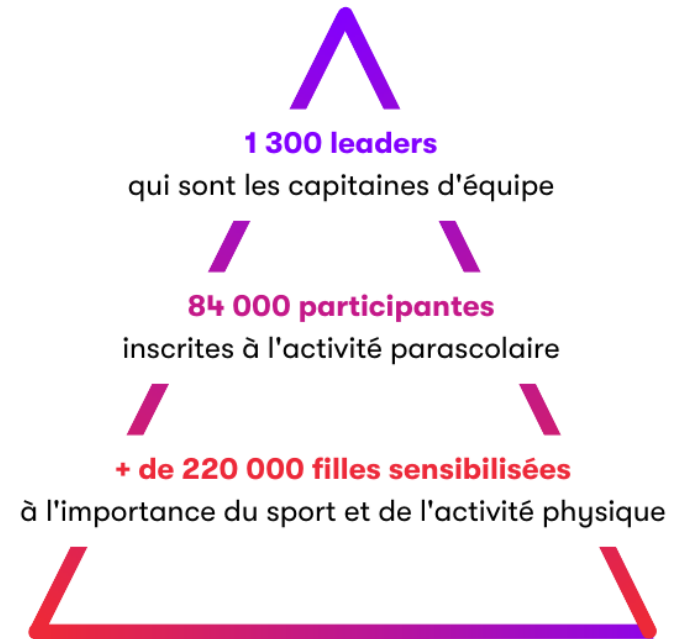 1 300 leaders
qui sont les capitaines d'équipe
84 000 participantes
inscrites à l'activité parascolaire
+ de 220 000 filles sensibilisées
à l'importance du sport et de l'activité physique